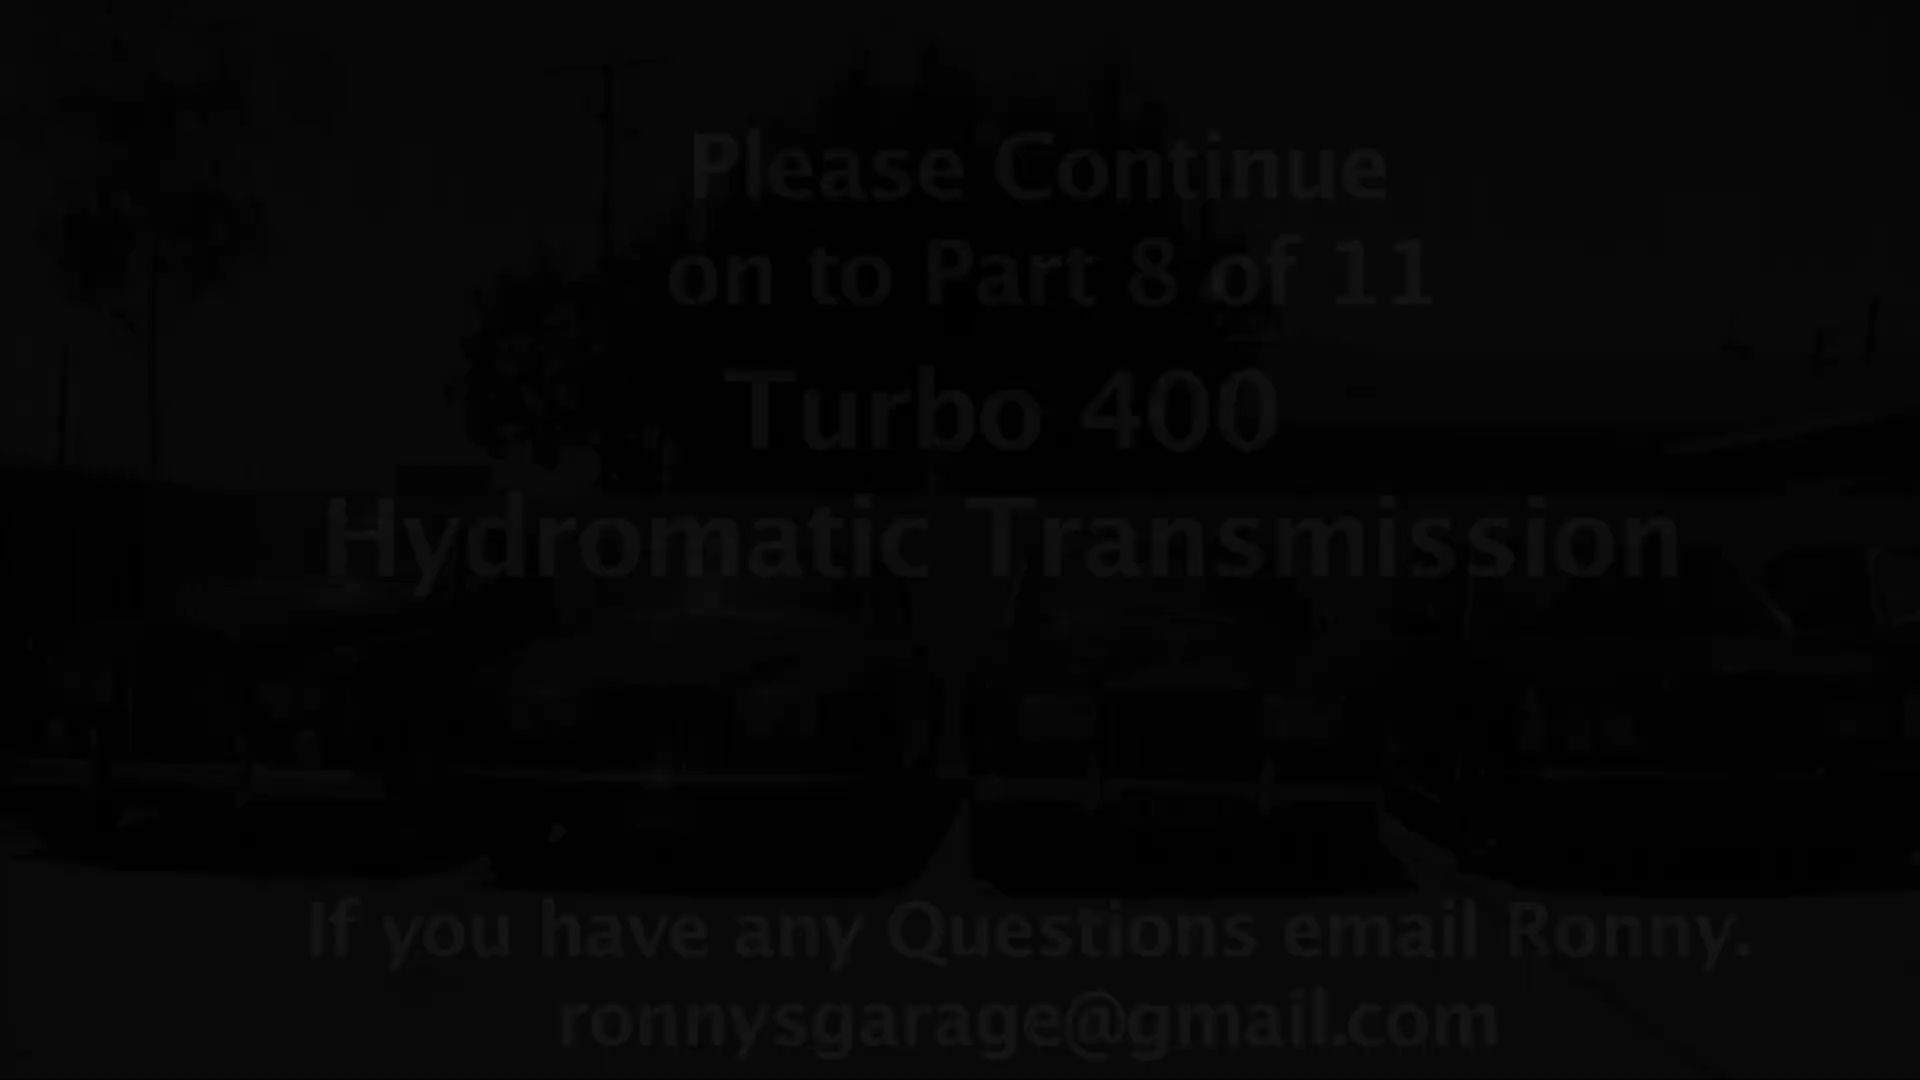 Please Continue
on to Part 8 of 11
Turbo 400
Hydromatic Transmission
If you have any Questions email Ronny.
ronnysgarage@gmail.com